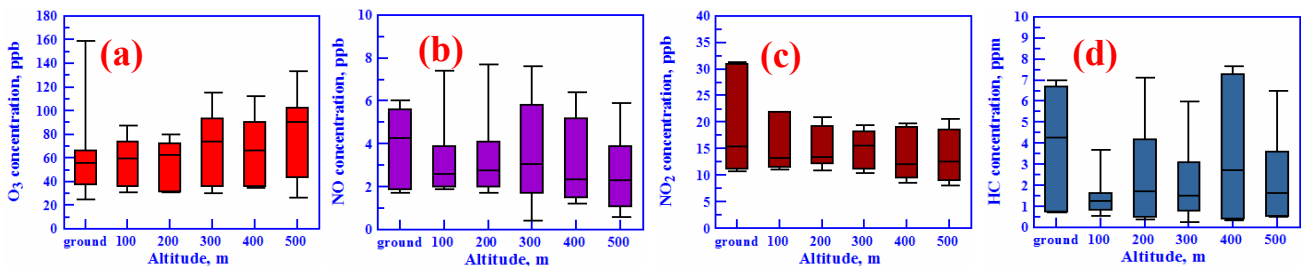 (a)
O3 concentration, ppb
180
160
140
120
100
80
60
40
20
0
ground 100 200 300 400 500
Altitude, m
(b)
NO concentration, ppb
10
8
6
4
2
0
ground 100 200 300 400 500
Altitude, m
(c)
NO2 concentration, ppb
40
35
30
25
20
15
10
5
0
ground 100 200 300 400 500
Altitude, m
(d)
HC concentration, ppm
10
9
8
7
6
5
4
3
2
1
0
ground 100 200 300 400 500
Altitude, m